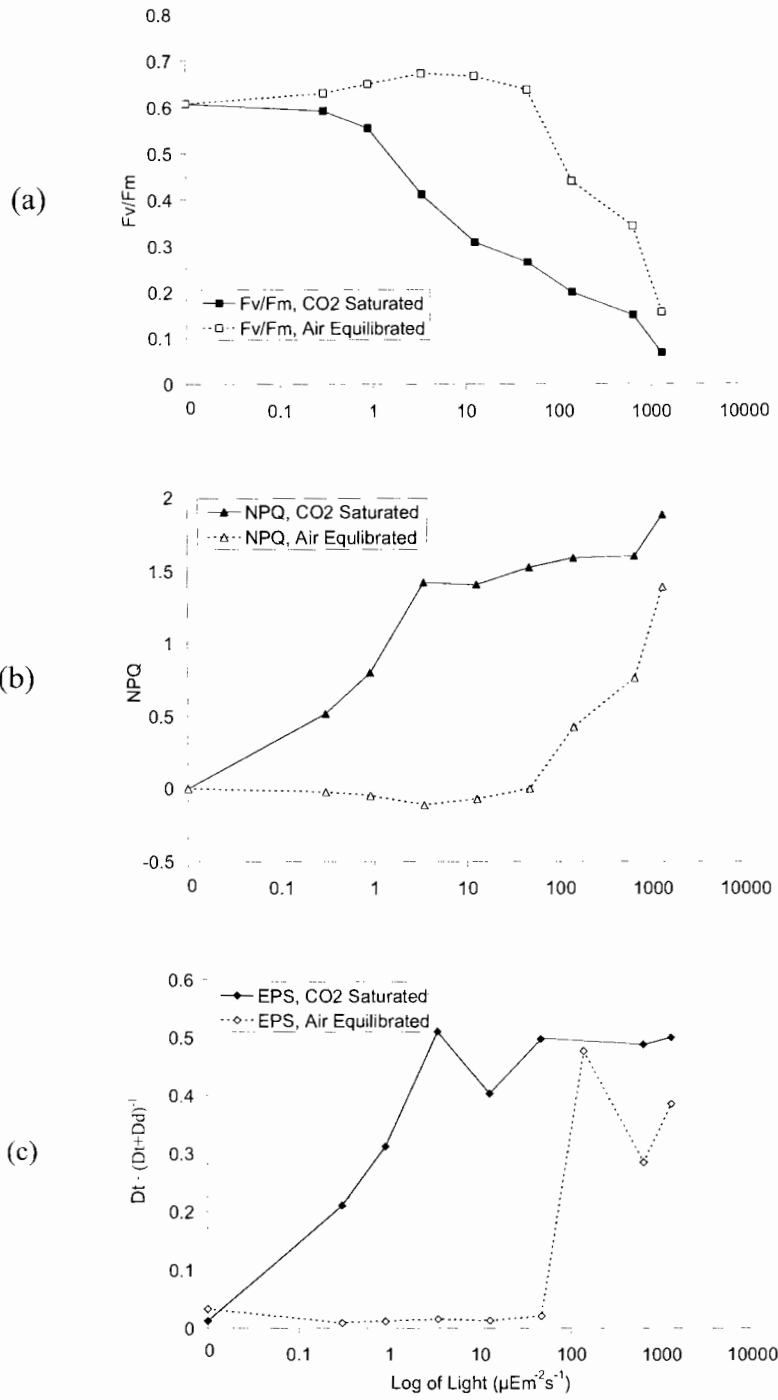 0.8
0.7
0.6
0.5
0.4
0.3
0.2
0.1
0
(a)
Fv/Fm
Fv/Fm, CO2 Saturated
Fv/Fm, Air Equilibrated
0 0.1 1 10 100 1000 10000
2
1.5
1
0.5
0
-0.5
(b)
NPQ
NPQ, CO2 Saturated
NPQ, Air Equlibrated
0 0.1 1 10 100 1000 10000
0.6
0.5
0.4
0.3
0.2
0.1
0
(c)
Dt · (Dt+Dd)⁻¹
EPS, CO2 Saturated
EPS, Air Equilibrated
0 0.1 1 10 100 1000 10000
Log of Light (µEm⁻²s⁻¹)